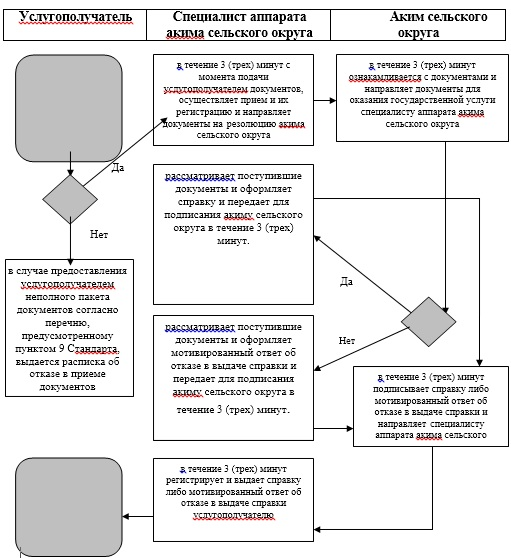 Услугополучатель
Специалист аппарата
акима сельского округа
Аким сельского
округа
в течение 3 (трех) минут с
момента подачи
услугополучателем документов,
осуществляет прием и их
регистрацию и направляет
документы на резолюцию акима
сельского округа
в течение 3 (трех) минут
ознакамливается с документами и
направляет документы для
оказания государственной услуги
специалисту аппарата акима
сельского округа
Да
Нет
рассматривает поступившие
документы и оформляет
справку и передает для
подписания акиму сельского
округа в течение 3 (трех)
минут.
в случае предоставления
услугополучателем
неполного пакета
документов согласно
перечню,
предусмотренному
пунктом 9 Стандарта,
выдается расписка об
отказе в приеме
документов
Да
Нет
рассматривает поступившие
документы и оформляет
мотивированный ответ об
отказе в выдаче справки и
передает для подписания
акиму сельского округа в
течение 3 (трех) минут.
в течение 3 (трех) минут
подписывает справку либо
мотивированный ответ об
отказе в выдаче справки и
направляет специалисту
аппарата акима сельского
в течение 3 (трех) минут
регистрирует и выдает справку
либо мотивированный ответ об
отказе в выдаче справки
услугополучателю